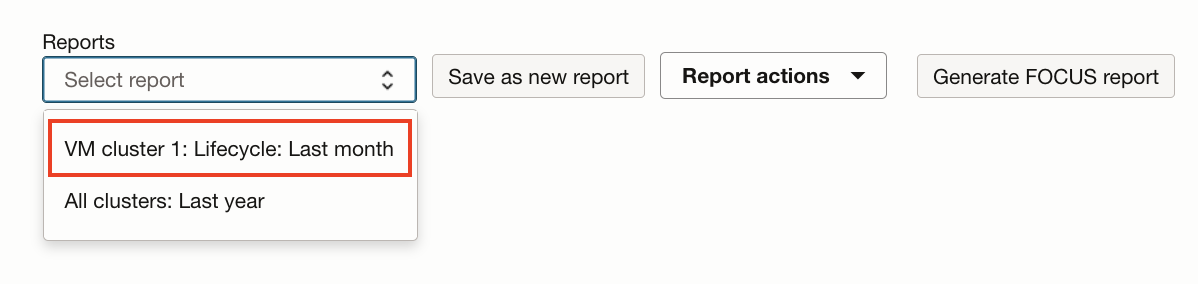 Reports
Select report
Save as new report
Report actions
Generate FOCUS report
VM cluster 1: Lifecycle: Last month
All clusters: Last year